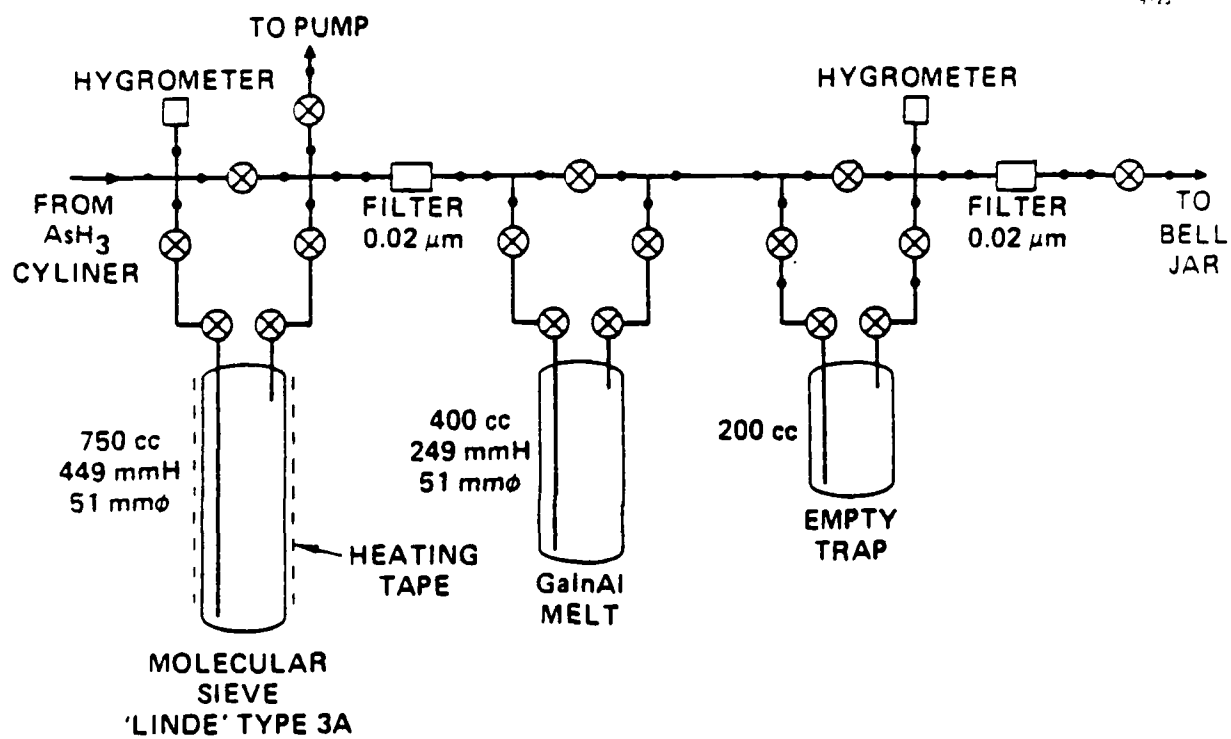 TO PUMP
HYGROMETER
HYGROMETER
FROM
AsH3
CYLINER
FILTER
0.02 μm
FILTER
0.02 μm
TO
BELL
JAR
750 cc
449 mmH
51 mmϕ
400 cc
249 mmH
51 mmϕ
200 cc
HEATING
TAPE
GaInAl
MELT
EMPTY
TRAP
MOLECULAR
SIEVE
'LINDE' TYPE 3A